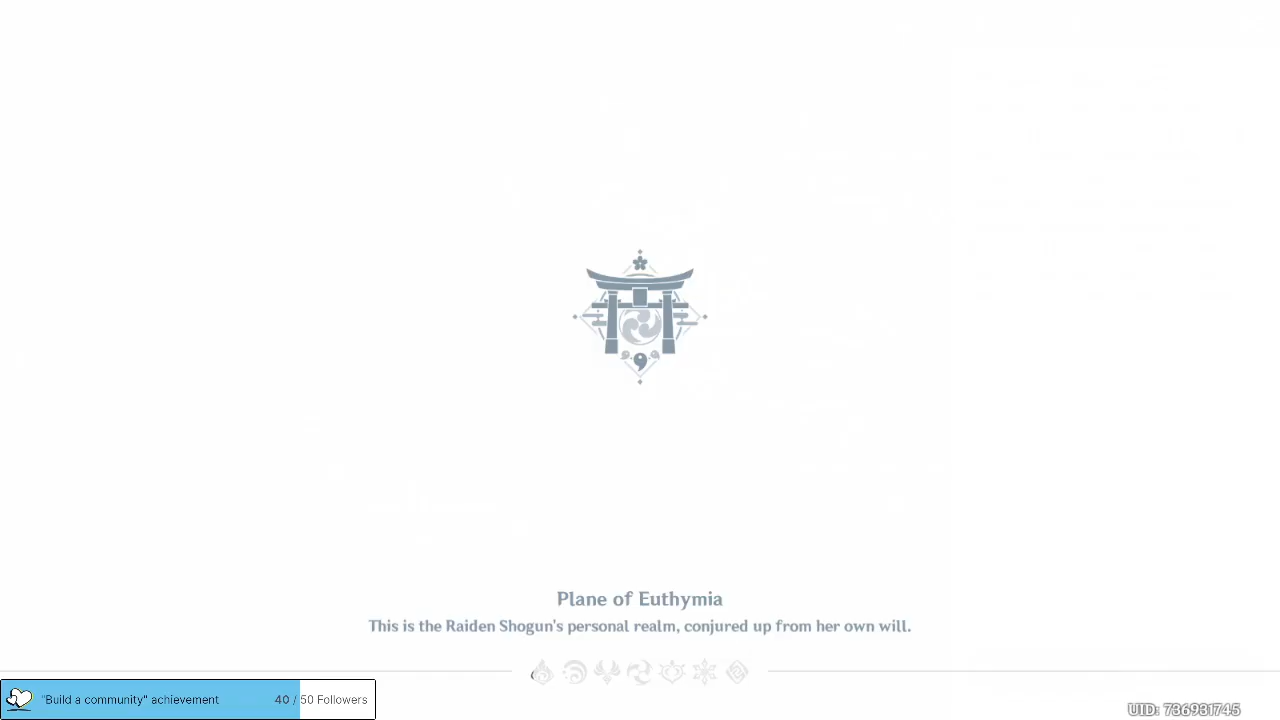 Plane of Euthymia
This is the Raiden Shogun's personal realm, conjured up from her own will.
"Build a community" achievement 40 / 50 Followers
UID: 736931745